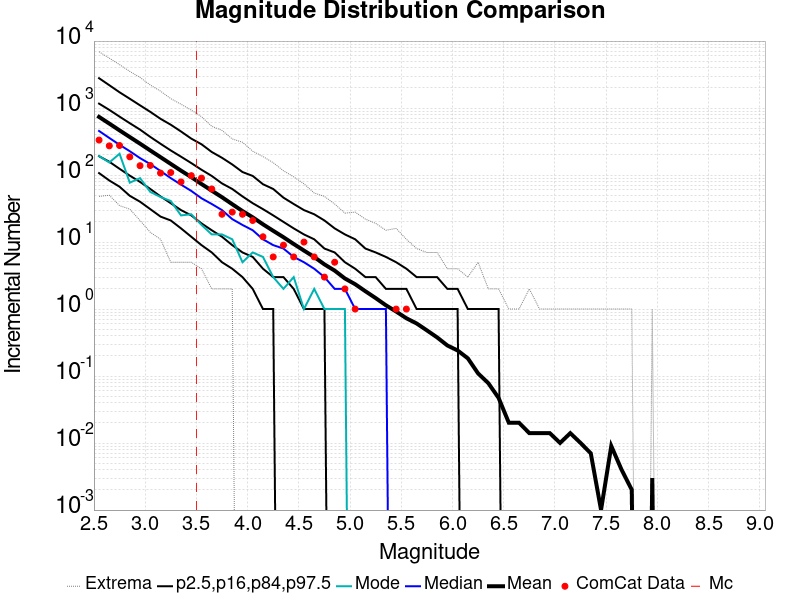 Magnitude Distribution Comparison
Incremental Number
10^4
10^3
10^2
10^1
10^0
10^-1
10^-2
10^-3
2.5 3.0 3.5 4.0 4.5 5.0 5.5 6.0 6.5 7.0 7.5 8.0 8.5 9.0
Magnitude
Extrema p2.5,p16,p84,p97.5 Mode Median Mean ComCat Data Mc